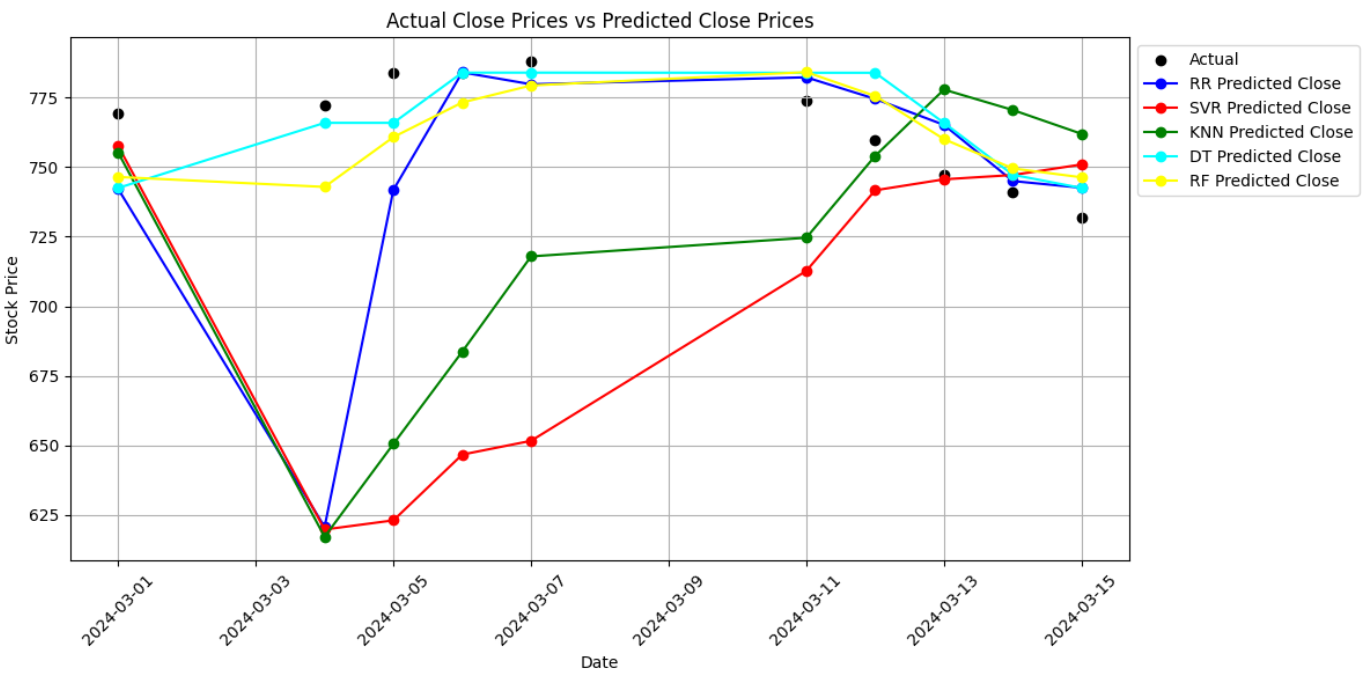 Actual Close Prices vs Predicted Close Prices
Actual
RR Predicted Close
SVR Predicted Close
KNN Predicted Close
DT Predicted Close
RF Predicted Close
Stock Price
775
750
725
700
675
650
625
2024-03-01
2024-03-03
2024-03-05
2024-03-07
2024-03-09
2024-03-11
2024-03-13
2024-03-15
Date